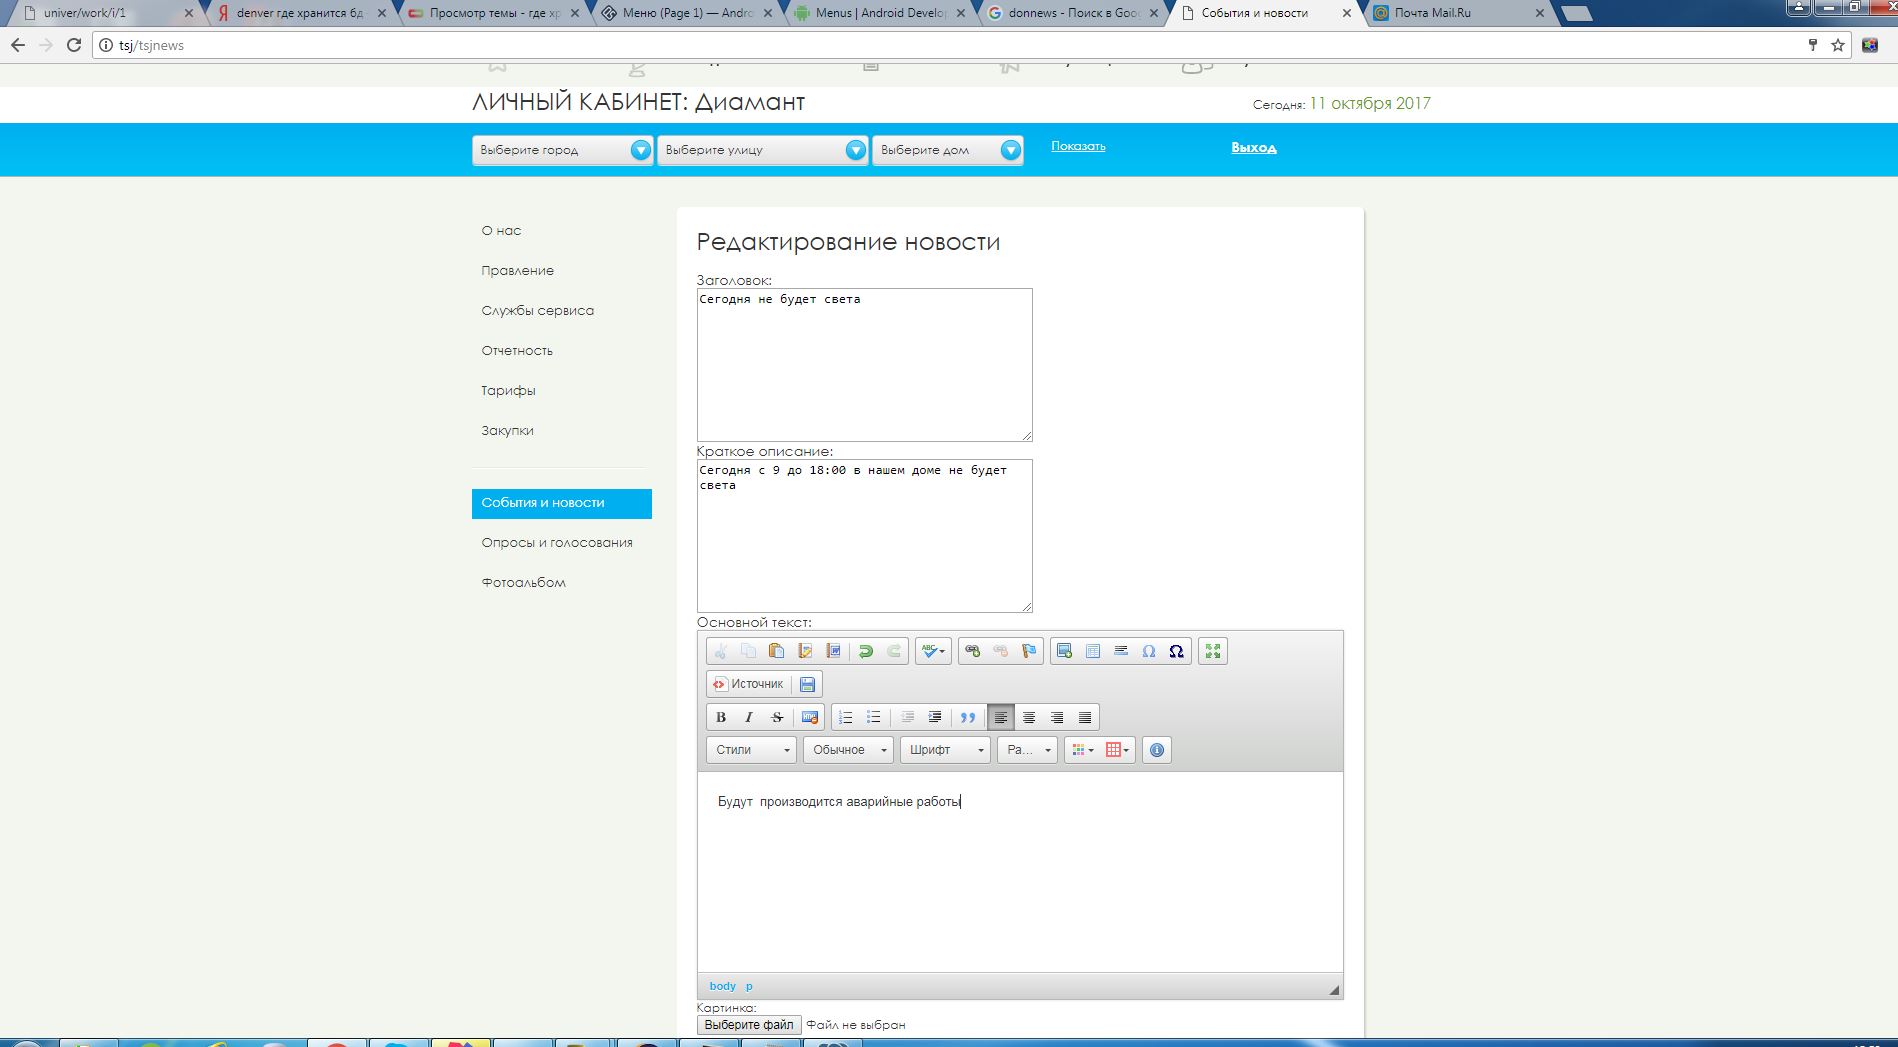 univer/work/i/1
denver где хранится бд
Просмотр темы - где хр
Меню (Page 1) — Andro
Menus | Android Develop
donnews - Поиск в Goog
События и новости
Почта Mail.Ru
tsj/tsjnews
ЛИЧНЫЙ КАБИНЕТ: Диамант
Сегодня: 11 октября 2017
Выберите город
Выберите улицу
Выберите дом
Показать
Выход
О нас
Правление
Службы сервиса
Отчетность
Тарифы
Закупки
События и новости
Опросы и голосования
Фотоальбом
Редактирование новости
Заголовок:
Сегодня не будет света
Краткое описание:
Сегодня с 9 до 18:00 в нашем доме не будет
света
Основной текст:
ABC
Источник
B I S
Стили
Обычное
Шрифт
Ра...
Будут  производится аварийные работы
body p
Картинка:
Выберите файл Файл не выбран